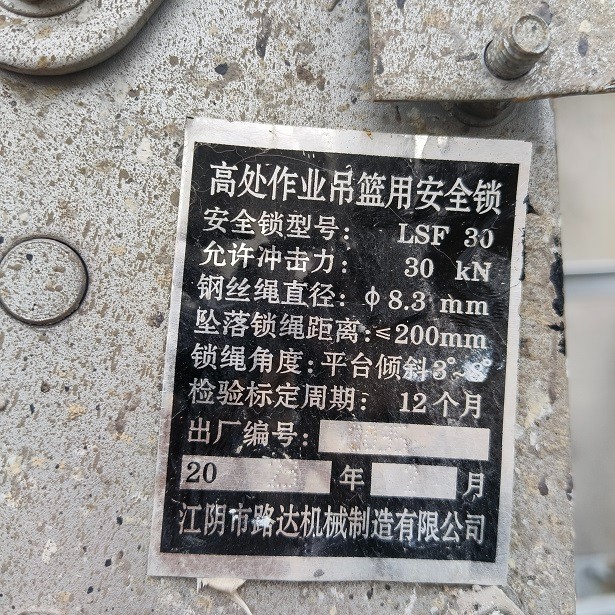 高处作业吊篮用安全锁
安全锁型号: LSF 30
允许冲击力: 30 kN
钢丝绳直径: φ8.3 mm
坠落锁绳距离:≤200mm
锁绳角度:平台倾斜3°~8°
检验标定周期: 12个月
出厂编号:
20 年 月
江阴市路达机械制造有限公司